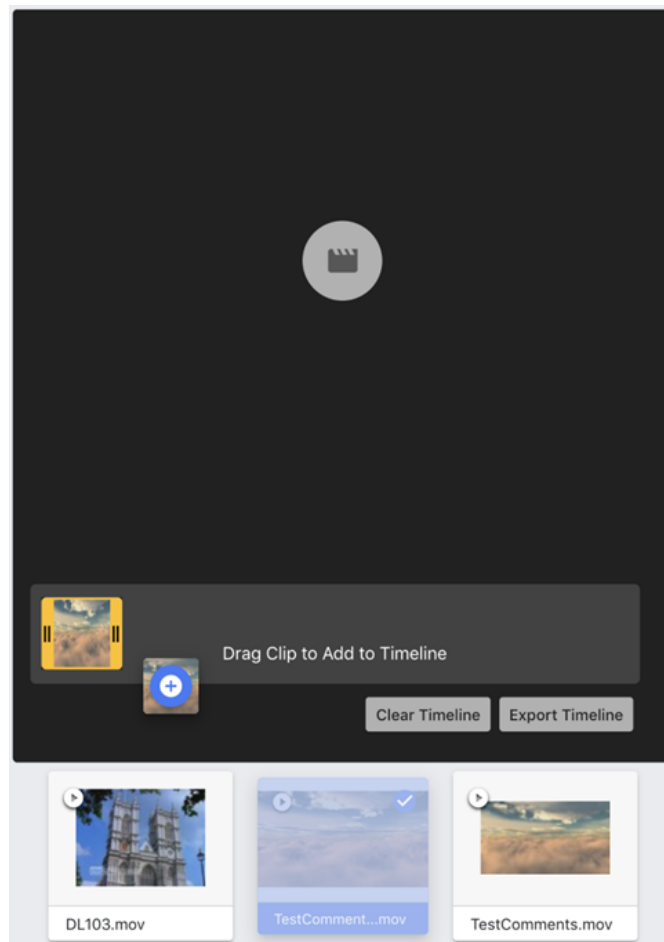 Drag Clip to Add to Timeline
Clear Timeline
Export Timeline
DL103.mov
TestComment...mov
TestComments.mov